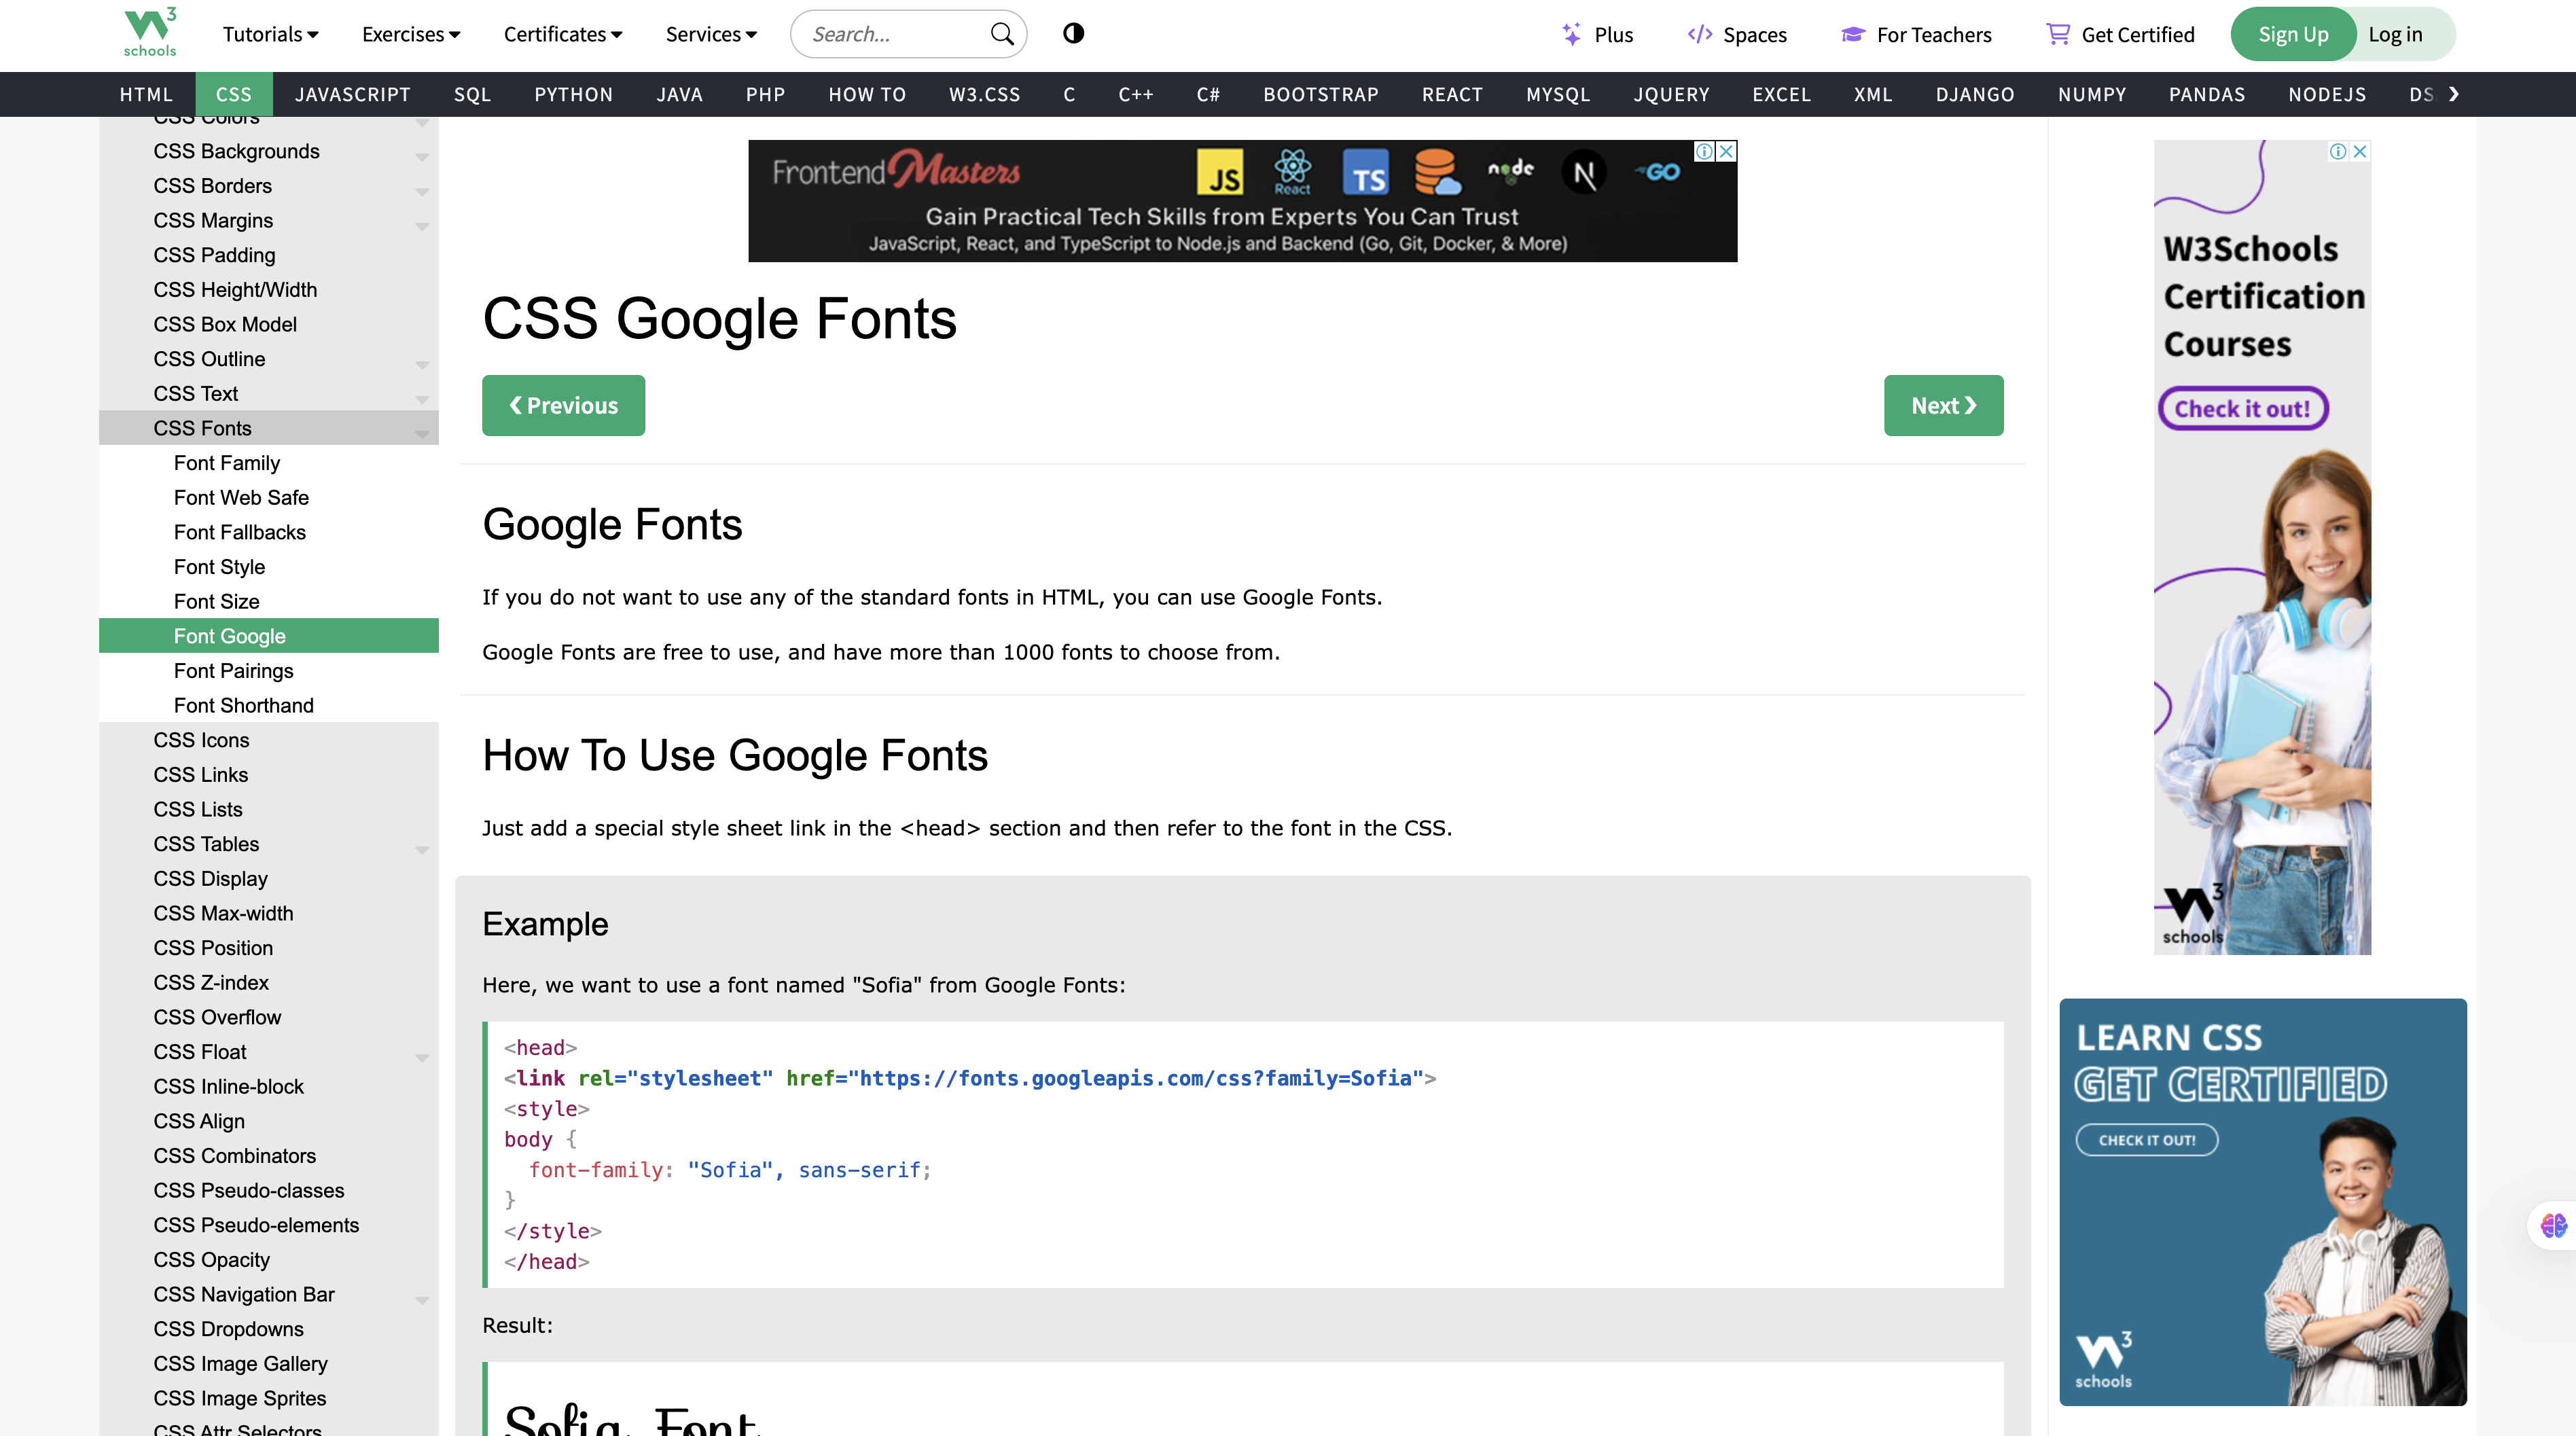 W3
schools
Tutorials
Exercises
Certificates
Services
Search...
Plus
Spaces
For Teachers
Get Certified
Sign Up
Log in
HTML
CSS
JAVASCRIPT
SQL
PYTHON
JAVA
PHP
HOW TO
W3.CSS
C
C++
C#
BOOTSTRAP
REACT
MYSQL
JQUERY
EXCEL
XML
DJANGO
NUMPY
PANDAS
NODEJS
CSS Colors
CSS Backgrounds
CSS Borders
CSS Margins
CSS Padding
CSS Height/Width
CSS Box Model
CSS Outline
CSS Text
CSS Fonts
Font Family
Font Web Safe
Font Fallbacks
Font Style
Font Size
Font Google
Font Pairings
Font Shorthand
CSS Icons
CSS Links
CSS Lists
CSS Tables
CSS Display
CSS Max-width
CSS Position
CSS Z-index
CSS Overflow
CSS Float
CSS Inline-block
CSS Align
CSS Combinators
CSS Pseudo-classes
CSS Pseudo-elements
CSS Opacity
CSS Navigation Bar
CSS Dropdowns
CSS Image Gallery
CSS Image Sprites
CSS Attr Selectors
Frontend Masters
JS
React
TS
node
N
GO
Gain Practical Tech Skills from Experts You Can Trust
JavaScript, React, and TypeScript to Node.js and Backend (Go, Git, Docker, & More)
CSS Google Fonts
❮ Previous
Next ❯
Google Fonts
If you do not want to use any of the standard fonts in HTML, you can use Google Fonts.
Google Fonts are free to use, and have more than 1000 fonts to choose from.
How To Use Google Fonts
Just add a special style sheet link in the <head> section and then refer to the font in the CSS.
Example
Here, we want to use a font named "Sofia" from Google Fonts:
<head>
<link rel="stylesheet" href="https://fonts.googleapis.com/css?family=Sofia">
<style>
body {
  font-family: "Sofia", sans-serif;
}
</style>
</head>
Result:
Sofia Font
W3Schools
Certification
Courses
Check it out!
W3
schools
LEARN CSS
GET CERTIFIED
CHECK IT OUT!
W3
schools